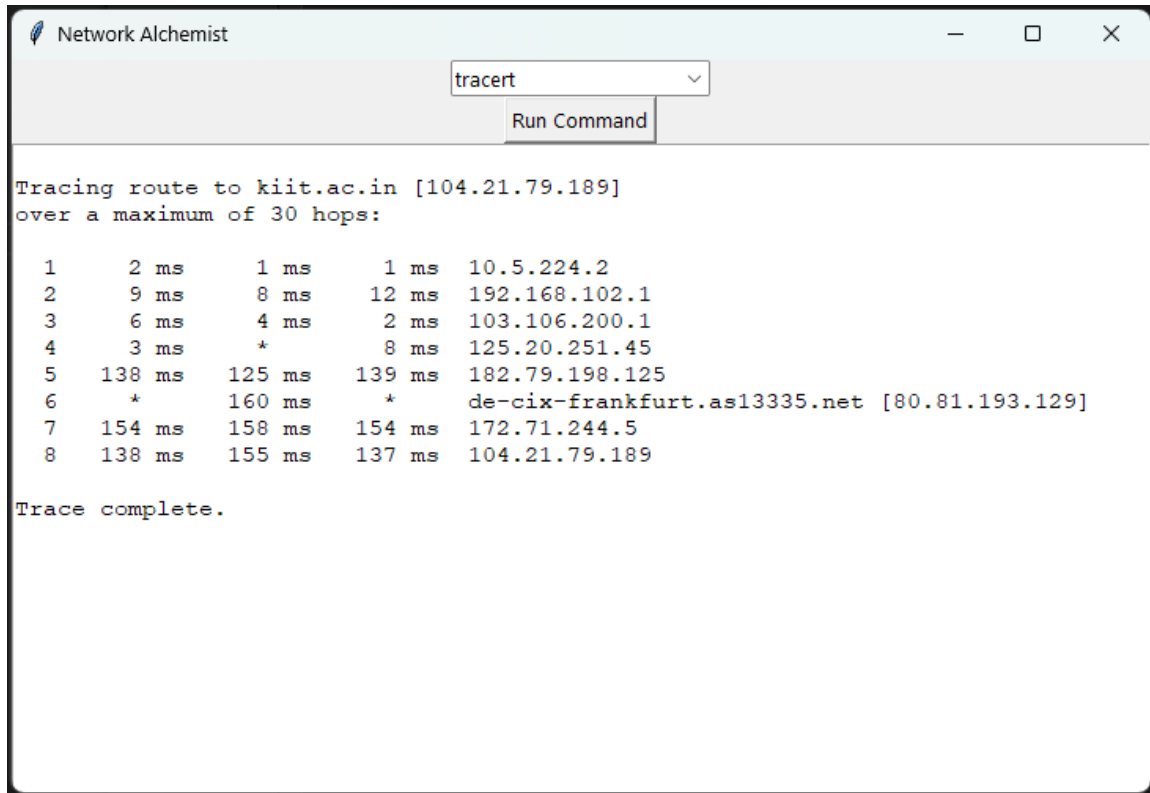 Network Alchemist
tracert
Run Command
Tracing route to kiit.ac.in [104.21.79.189]
over a maximum of 30 hops:
1 2 ms 1 ms 1 ms 10.5.224.2
2 9 ms 8 ms 12 ms 192.168.102.1
3 6 ms 4 ms 2 ms 103.106.200.1
4 3 ms * 8 ms 125.20.251.45
5 138 ms 125 ms 139 ms 182.79.198.125
6 * 160 ms * de-cix-frankfurt.as13335.net [80.81.193.129]
7 154 ms 158 ms 154 ms 172.71.244.5
8 138 ms 155 ms 137 ms 104.21.79.189
Trace complete.